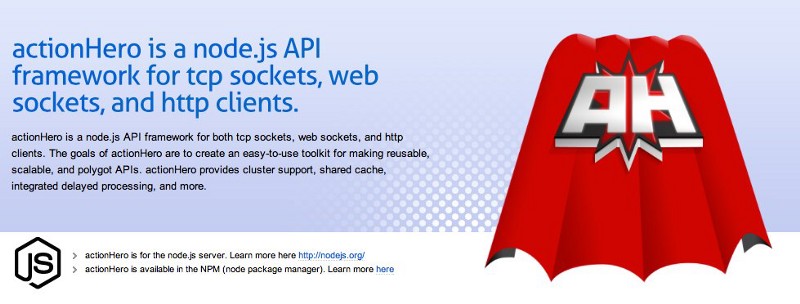 actionHero is a node.js API
framework for tcp sockets, web
sockets, and http clients.
actionHero is a node.js API framework for both tcp sockets, web sockets, and http
clients. The goals of actionHero are to create an easy-to-use toolkit for making reusable,
scalable, and polygot APIs. actionHero provides cluster support, shared cache,
integrated delayed processing, and more.
AH
JS
actionHero is for the node.js server. Learn more here http://nodejs.org/
actionHero is available in the NPM (node package manager). Learn more here